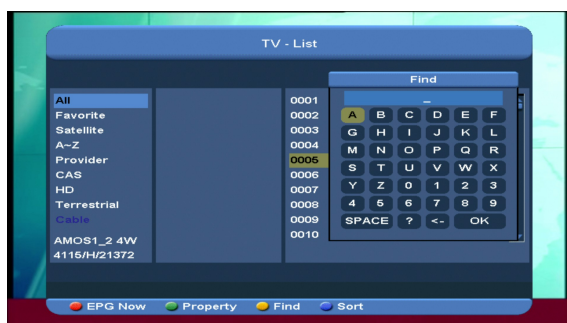 TV - List
Find
_
All
Favorite
Satellite
A~Z
Provider
CAS
HD
Terrestrial
Cable
AMOS1_2 4W
4115/H/21372
0001
0002
0003
0004
0005
0006
0007
0008
0009
0010
A B C D E F
G H I J K L
M N O P Q R
S T U V W X
Y Z 0 1 2 3
4 5 6 7 8 9
SPACE ? <- OK
EPG Now Property Find Sort